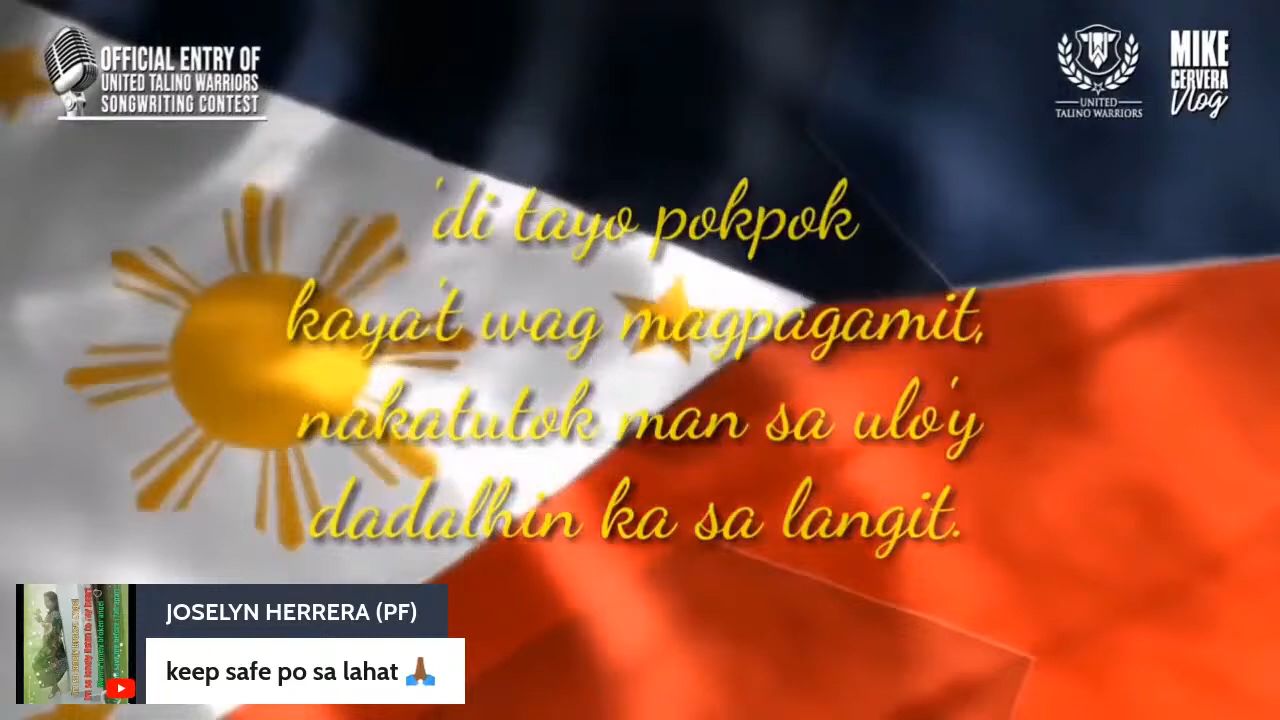 OFFICIAL ENTRY OF
UNITED TALINO WARRIORS
SONGWRITING CONTEST
UNITED
TALINO WARRIORS
MIKE
CERVERA
Vlog
'di tayo pokpok
kaya't wag magpagamit,
nakatutok man sa ulo'y
dadalhin ka sa langit.
JOSELYN HERRERA (PF)
keep safe po sa lahat 🙏🏾